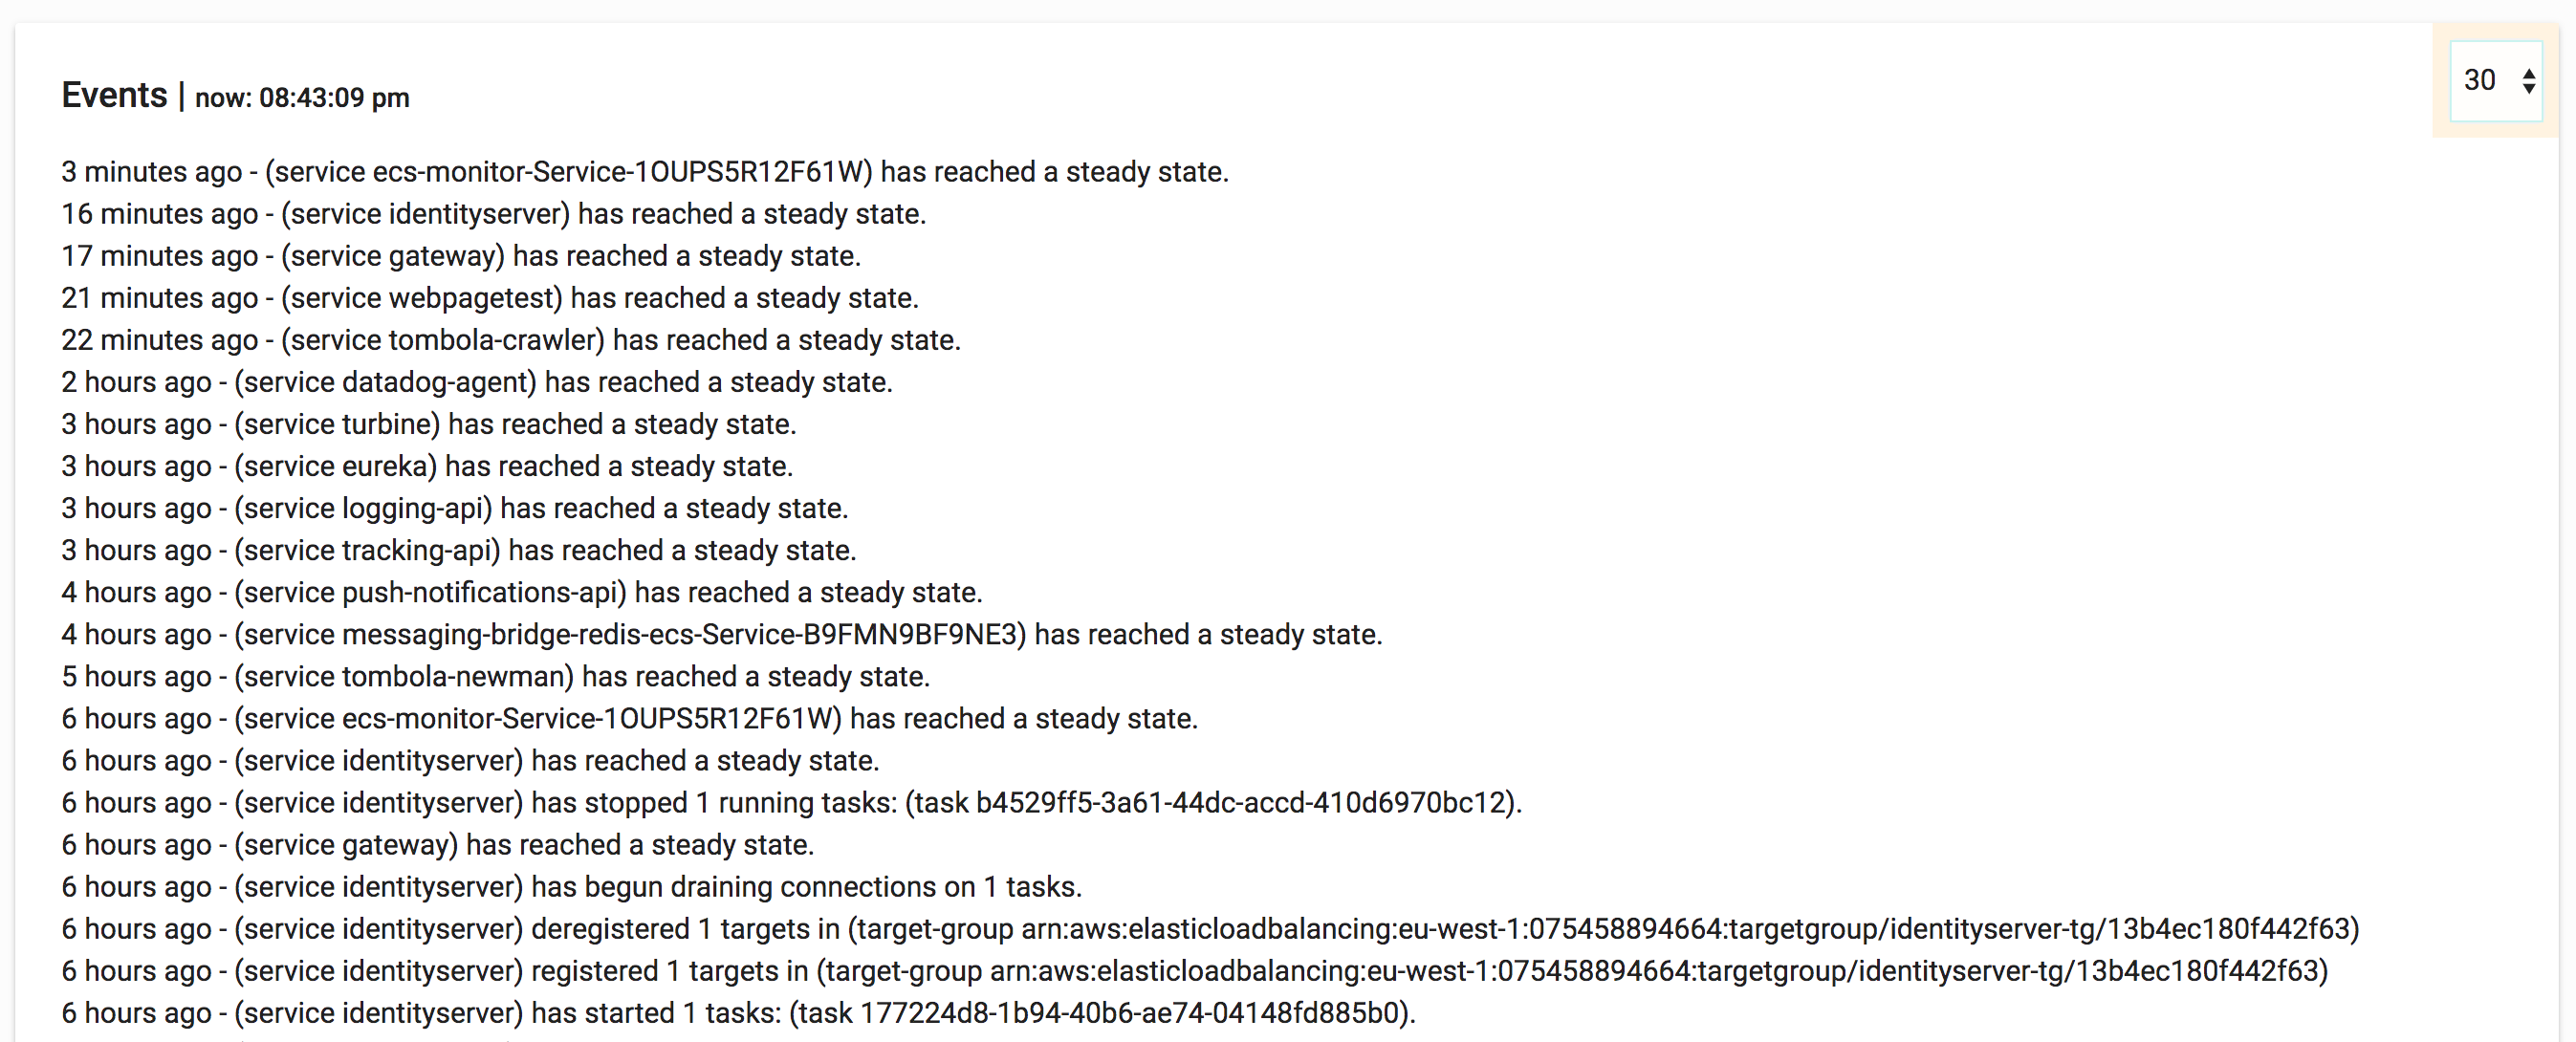 Events | now: 08:43:09 pm
30
3 minutes ago - (service ecs-monitor-Service-1OUPS5R12F61W) has reached a steady state.
16 minutes ago - (service identityserver) has reached a steady state.
17 minutes ago - (service gateway) has reached a steady state.
21 minutes ago - (service webpagetest) has reached a steady state.
22 minutes ago - (service tombola-crawler) has reached a steady state.
2 hours ago - (service datadog-agent) has reached a steady state.
3 hours ago - (service turbine) has reached a steady state.
3 hours ago - (service eureka) has reached a steady state.
3 hours ago - (service logging-api) has reached a steady state.
3 hours ago - (service tracking-api) has reached a steady state.
4 hours ago - (service push-notifications-api) has reached a steady state.
4 hours ago - (service messaging-bridge-redis-ecs-Service-B9FMN9BF9NE3) has reached a steady state.
5 hours ago - (service tombola-newman) has reached a steady state.
6 hours ago - (service ecs-monitor-Service-1OUPS5R12F61W) has reached a steady state.
6 hours ago - (service identityserver) has reached a steady state.
6 hours ago - (service identityserver) has stopped 1 running tasks: (task b4529ff5-3a61-44dc-accd-410d6970bc12).
6 hours ago - (service gateway) has reached a steady state.
6 hours ago - (service identityserver) has begun draining connections on 1 tasks.
6 hours ago - (service identityserver) deregistered 1 targets in (target-group arn:aws:elasticloadbalancing:eu-west-1:075458894664:targetgroup/identityserver-tg/13b4ec180f442f63)
6 hours ago - (service identityserver) registered 1 targets in (target-group arn:aws:elasticloadbalancing:eu-west-1:075458894664:targetgroup/identityserver-tg/13b4ec180f442f63)
6 hours ago - (service identityserver) has started 1 tasks: (task 177224d8-1b94-40b6-ae74-04148fd885b0).